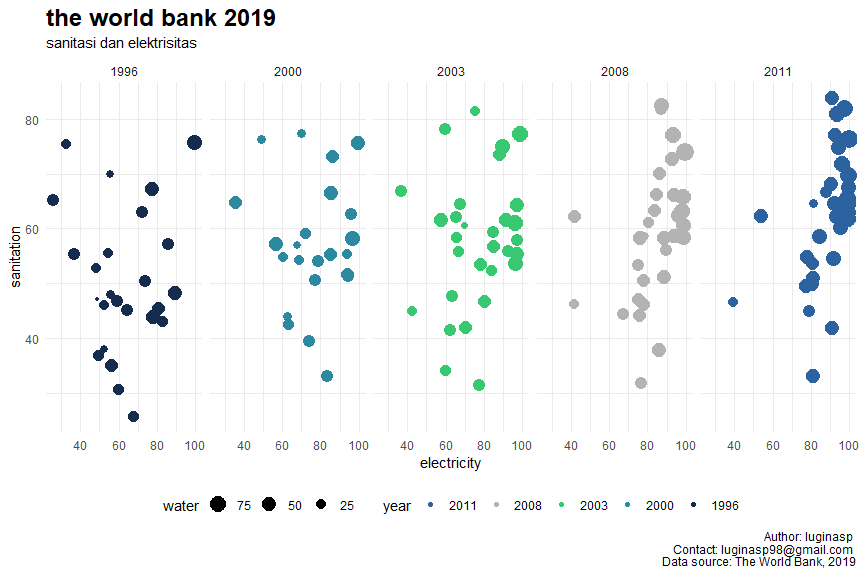 the world bank 2019
sanitasi dan elektrisitas
1996 2000 2003 2008 2011
80
60
40
sanitation
40 60 80 100 40 60 80 100 40 60 80 100 40 60 80 100 40 60 80 100
electricity
water 75 50 25 year 2011 2008 2003 2000 1996
Author: luginasp
Contact: luginasp98@gmail.com
Data source: The World Bank, 2019